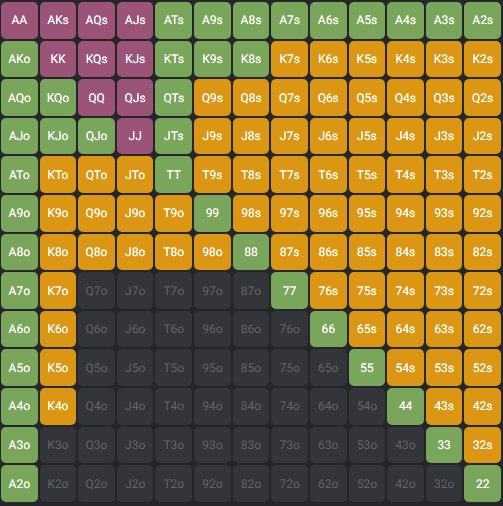 AA AKs AQs AJs ATs A9s A8s A7s A6s A5s A4s A3s A2s
AKo KK KQs KJs KTs K9s K8s K7s K6s K5s K4s K3s K2s
AQo KQo QQ QJs QTs Q9s Q8s Q7s Q6s Q5s Q4s Q3s Q2s
AJo KJo QJo JJ JTs J9s J8s J7s J6s J5s J4s J3s J2s
ATo KTo QTo JTo TT T9s T8s T7s T6s T5s T4s T3s T2s
A9o K9o Q9o J9o T9o 99 98s 97s 96s 95s 94s 93s 92s
A8o K8o Q8o J8o T8o 98o 88 87s 86s 85s 84s 83s 82s
A7o K7o Q7o J7o T7o 97o 87o 77 76s 75s 74s 73s 72s
A6o K6o Q6o J6o T6o 96o 86o 76o 66 65s 64s 63s 62s
A5o K5o Q5o J5o T5o 95o 85o 75o 65o 55 54s 53s 52s
A4o K4o Q4o J4o T4o 94o 84o 74o 64o 54o 44 43s 42s
A3o K3o Q3o J3o T3o 93o 83o 73o 63o 53o 43o 33 32s
A2o K2o Q2o J2o T2o 92o 82o 72o 62o 52o 42o 32o 22